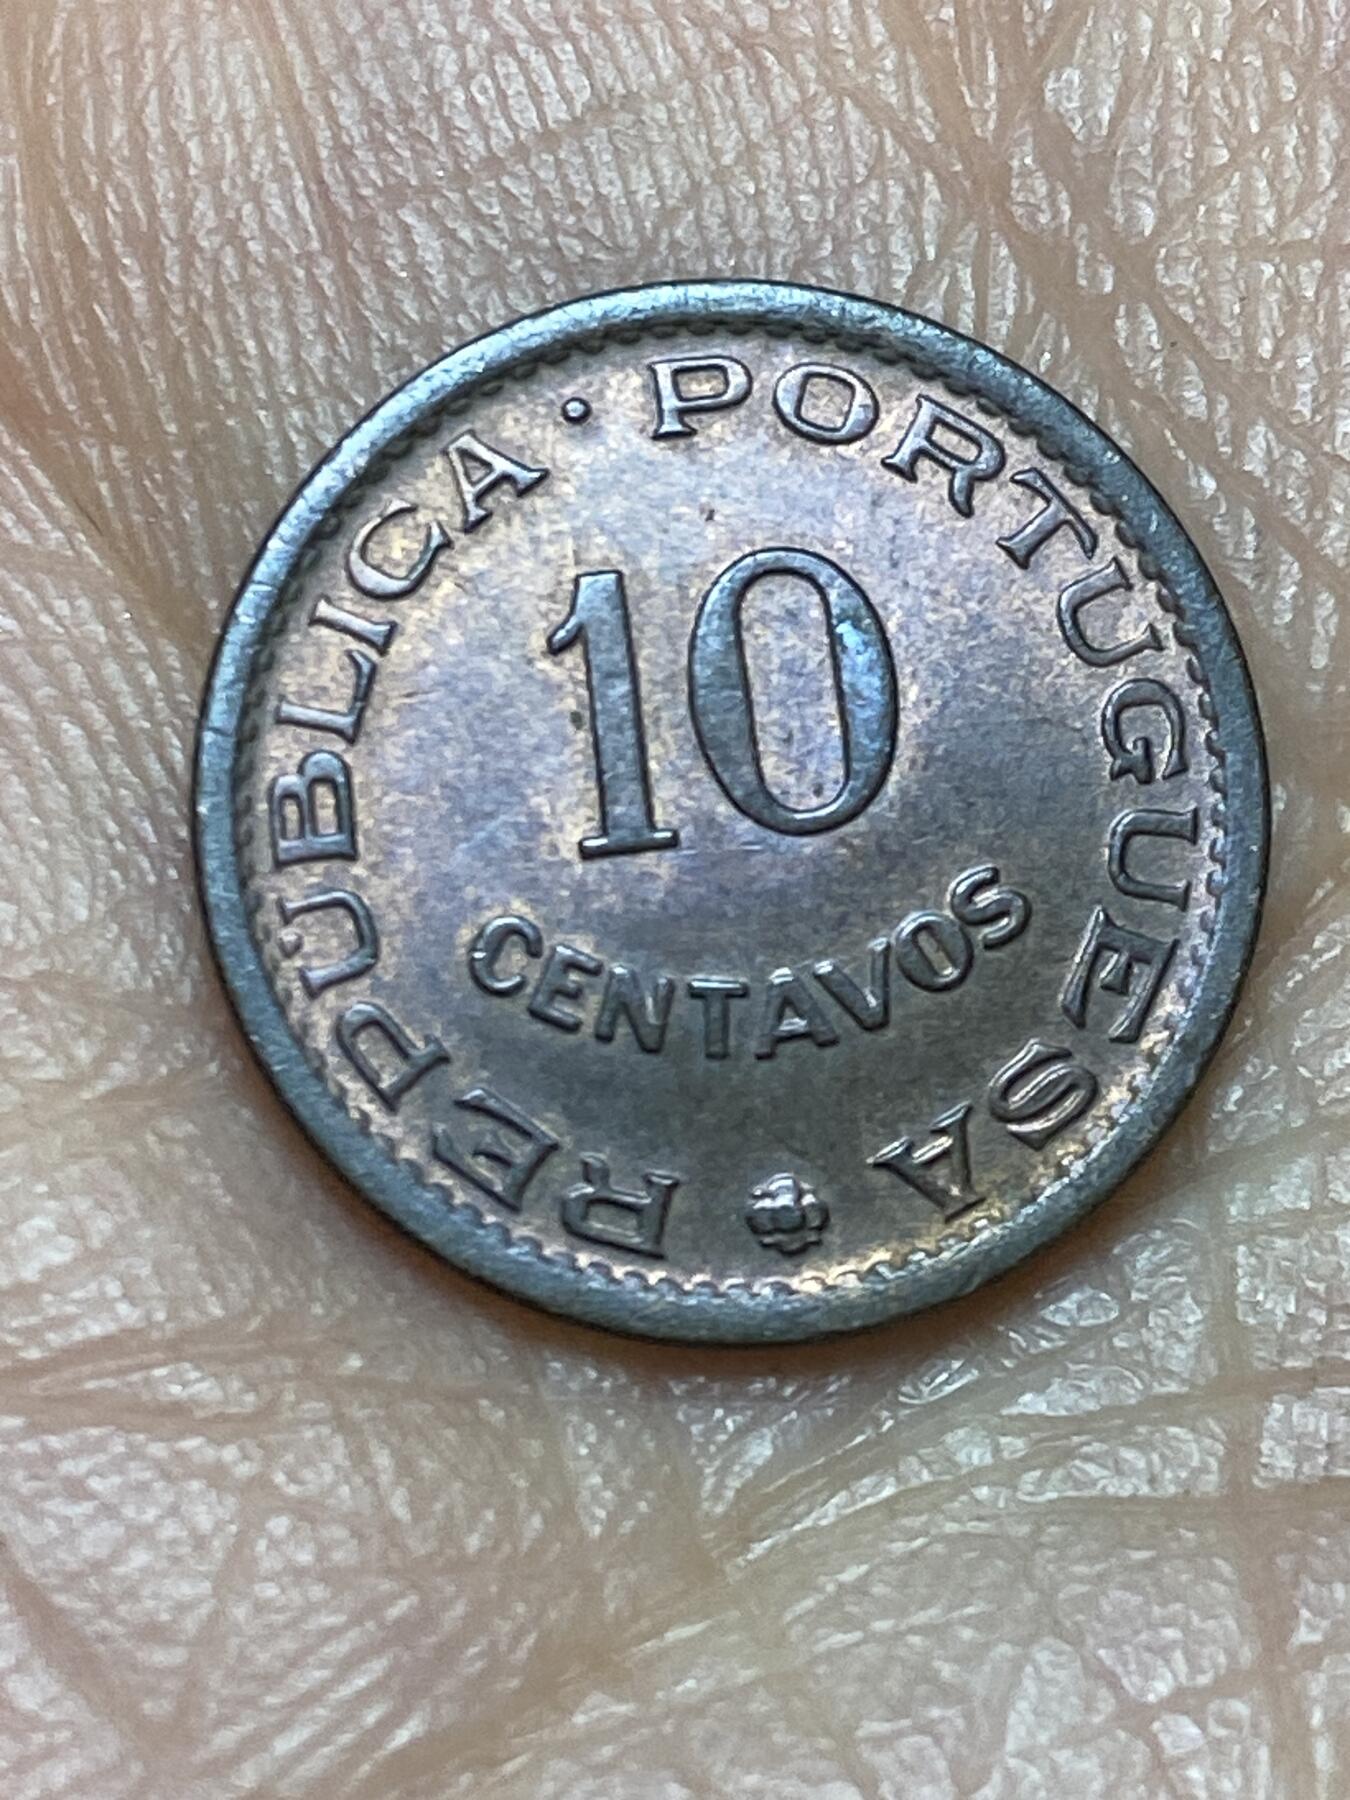 REPÚBLICA · PORTUGUESA
10
CENTAVOS